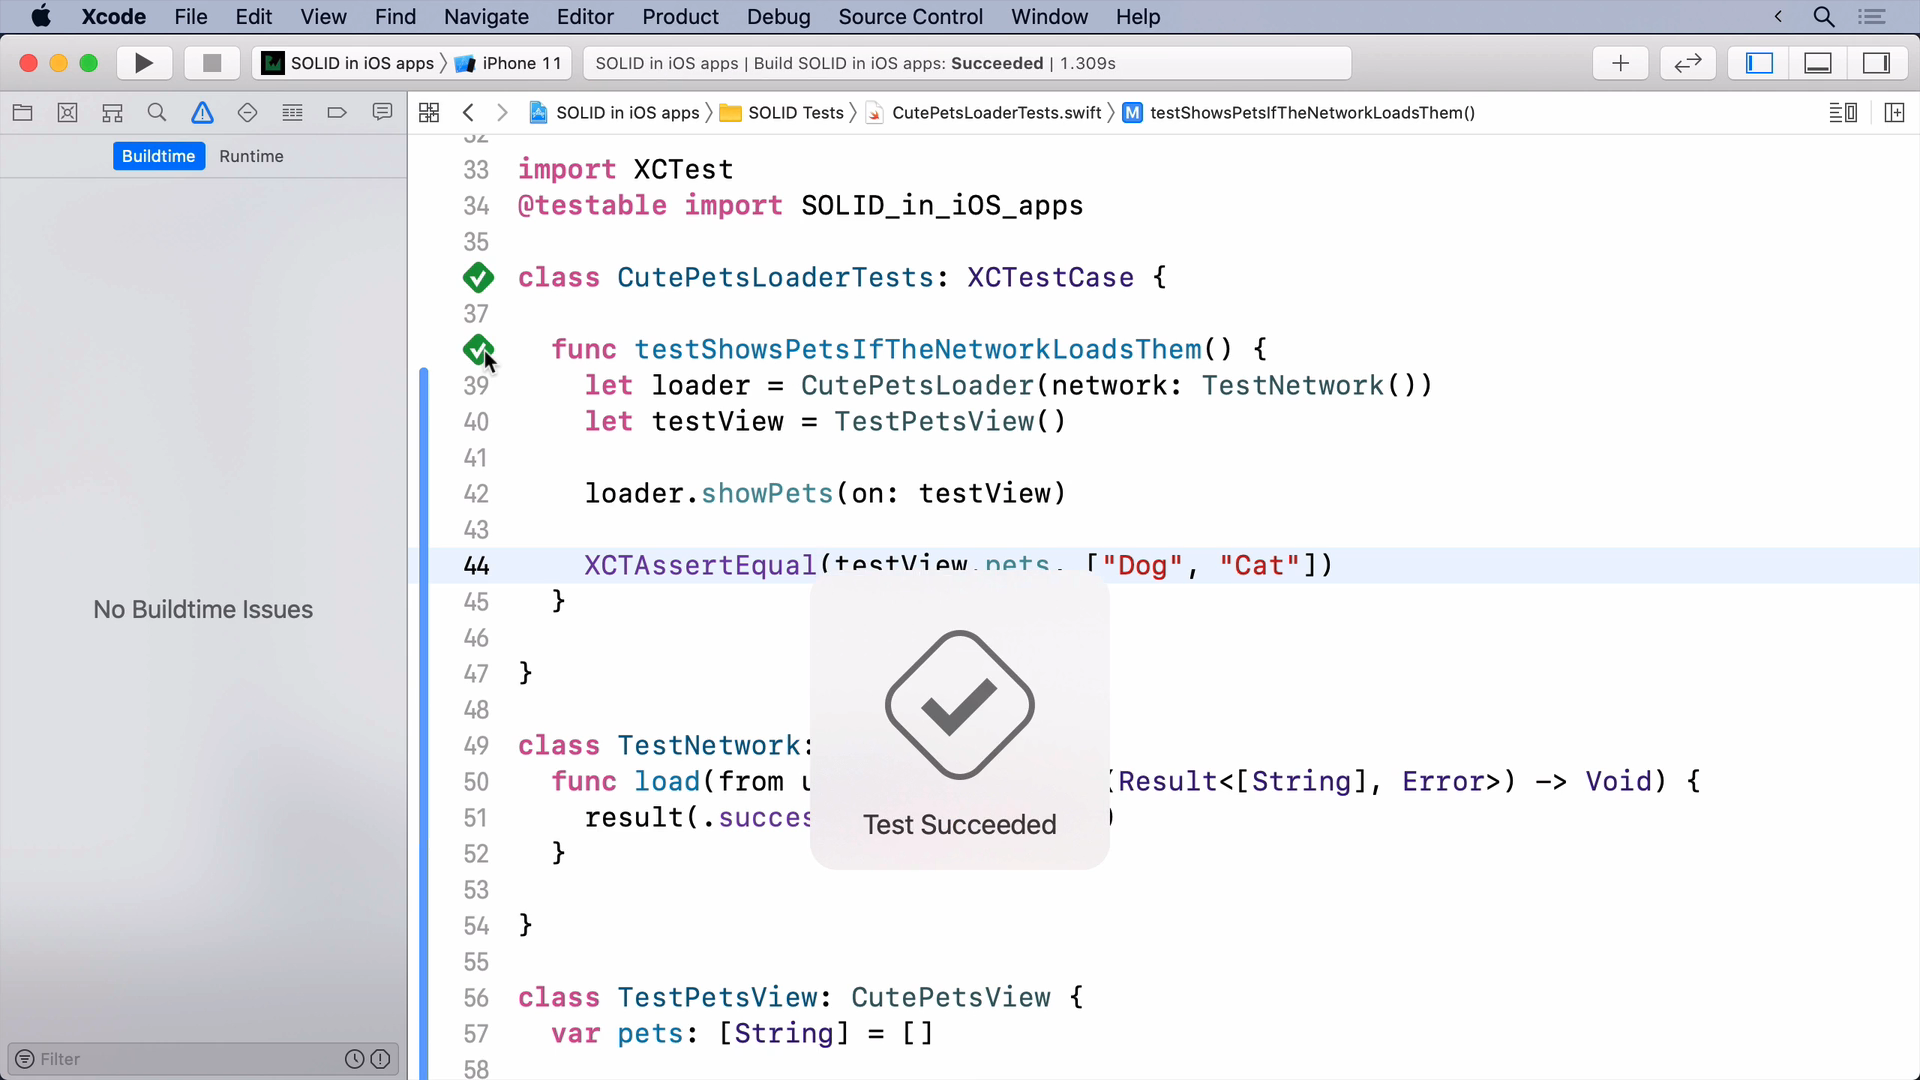 Xcode File Edit View Find Navigate Editor Product Debug Source Control Window Help
SOLID in iOS apps iPhone 11 SOLID in iOS apps | Build SOLID in iOS apps: Succeeded | 1.309s
SOLID in iOS apps SOLID Tests CutePetsLoaderTests.swift M testShowsPetsIfTheNetworkLoadsThem()
Buildtime Runtime
No Buildtime Issues
Filter
32
33 import XCTest
34 @testable import SOLID_in_iOS_apps
35
class CutePetsLoaderTests: XCTestCase {
37
func testShowsPetsIfTheNetworkLoadsThem() {
39 let loader = CutePetsLoader(network: TestNetwork())
40 let testView = TestPetsView()
41
42 loader.showPets(on: testView)
43
44 XCTAssertEqual(testView.pets, ["Dog", "Cat"])
45 }
46
47 }
48
49 class TestNetwork:
50 func load(from (Result<[String], Error>) -> Void) {
51 result(.succes )
52 }
53
54 }
55
56 class TestPetsView: CutePetsView {
57 var pets: [String] = []
58
Test Succeeded